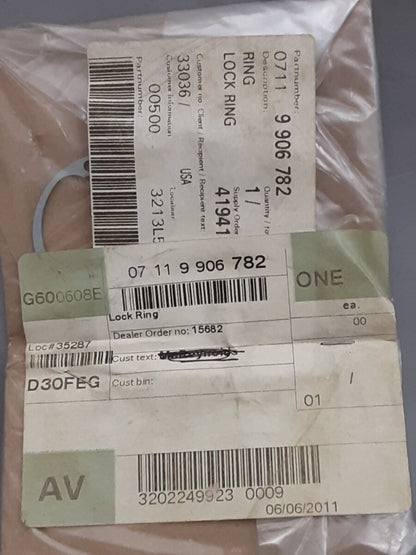 Partnumber:
0711 9 906 782
Description:
RING
LOCK RING
Quantity / to
1 /
Supply Order
41941
Customer no. Client / Recipient / Recipient text:
33036 / USA
Customer information
Location:
00500 3213L5
Partnumber:
G600608E
07 11 9 906 782
ONE
Lock Ring
Loc# 35287
Dealer Order no: 15682
ea.
00
Cust text:
D30FEG
Cust bin:
/
01
AV
3202249923 0009
06/06/2011